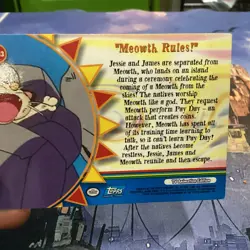 "Meowth Rules!"
Jessie and James are separated from
Meowth, who lands on an island
during a ceremony celebrating the
coming of a Meowth from the
skies! The natives worship
Meowth like a god. They request
Meowth perform Pay Day – an
attack that creates coins.
However, Meowth has spent all
of its training time learning to
talk, so it can't learn Pay Day!
After the natives become
restless, Jessie, James and
Meowth reunite and then escape.
Topps